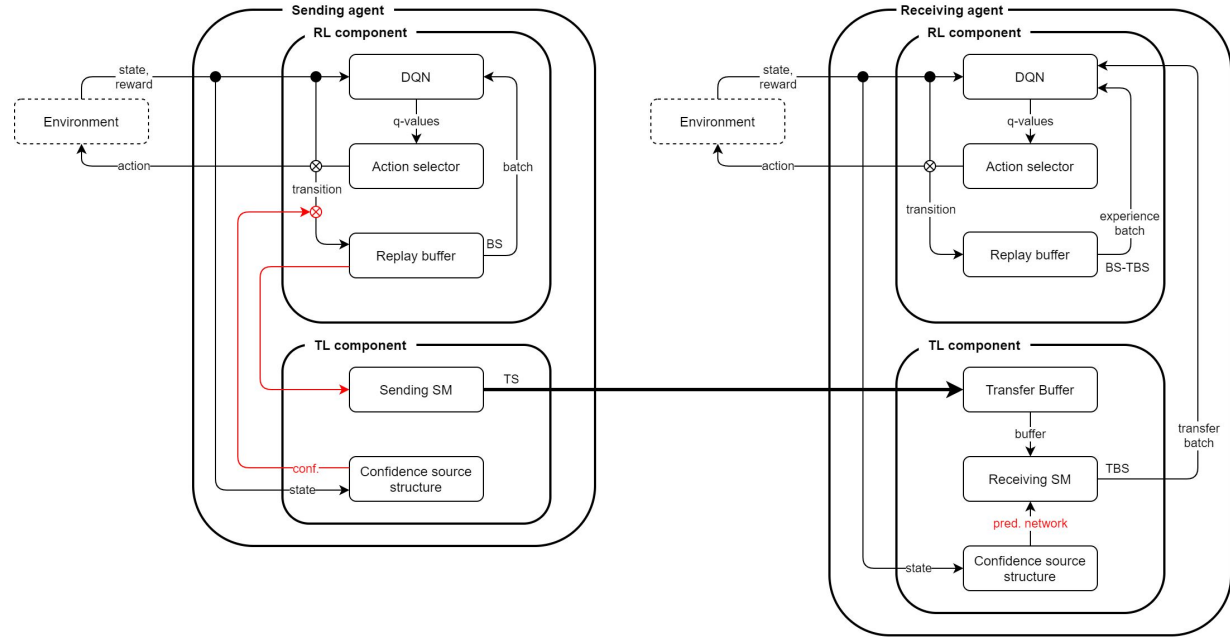 Sending agent
RL component
state,
reward
DQN
Environment
q-values
action
Action selector
batch
transition
Replay buffer
BS
TL component
Sending SM
TS
conf.
Confidence source
structure
state
Receiving agent
RL component
state,
reward
DQN
Environment
q-values
action
Action selector
transition
experience
batch
Replay buffer
BS-TBS
TL component
Transfer Buffer
buffer
transfer
batch
Receiving SM
TBS
pred. network
state
Confidence source
structure